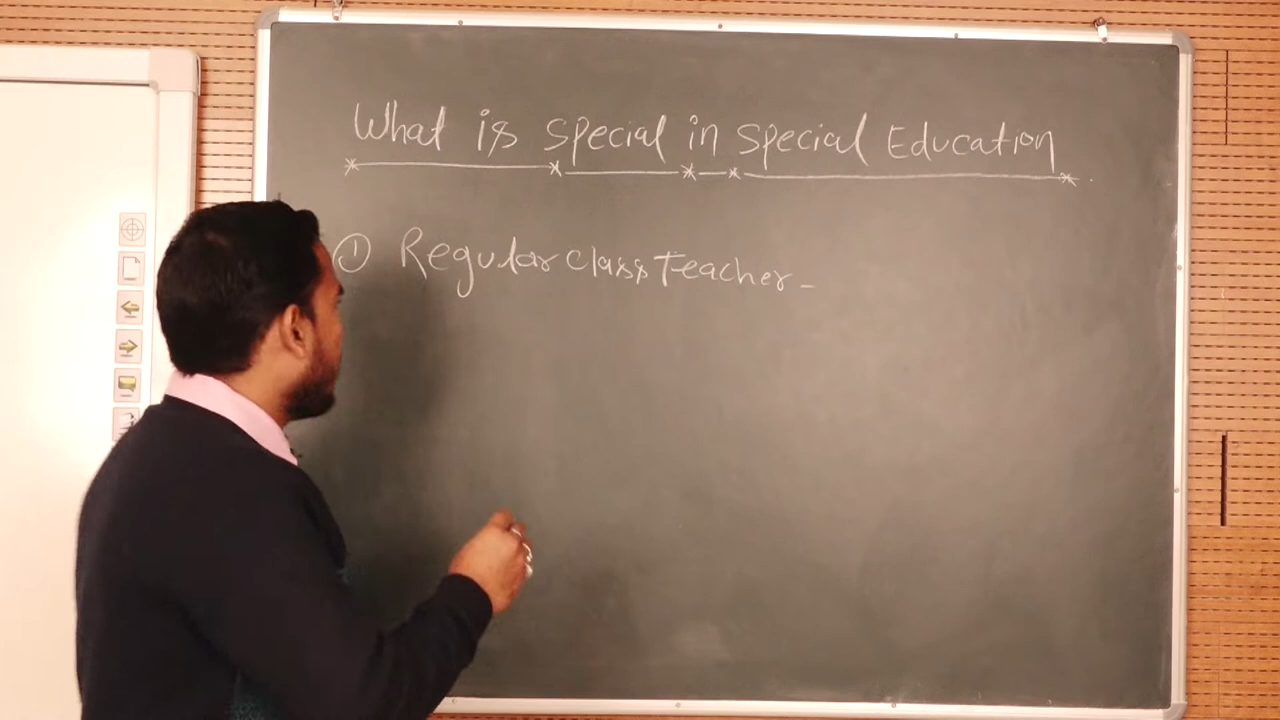 What is special in special Education
① Regular class Teacher -